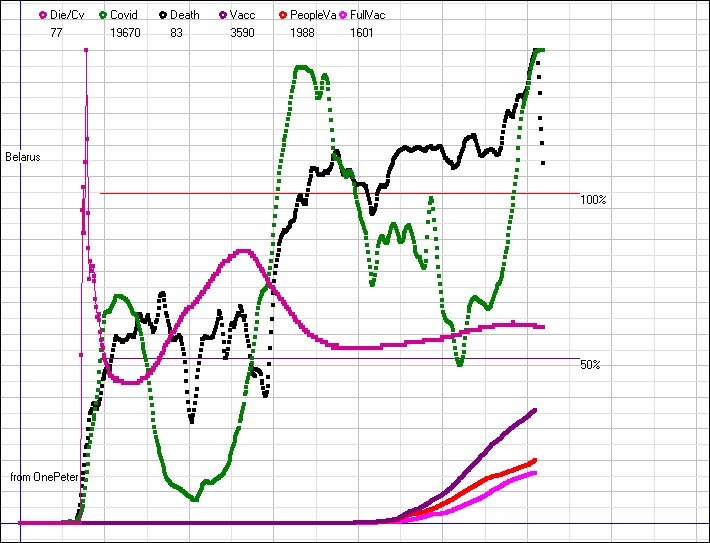 Die/Cv Covid Death Vacc PeopleVa FullVac
77 19670 83 3590 1988 1601
Belarus
100%
50%
from OnePeter